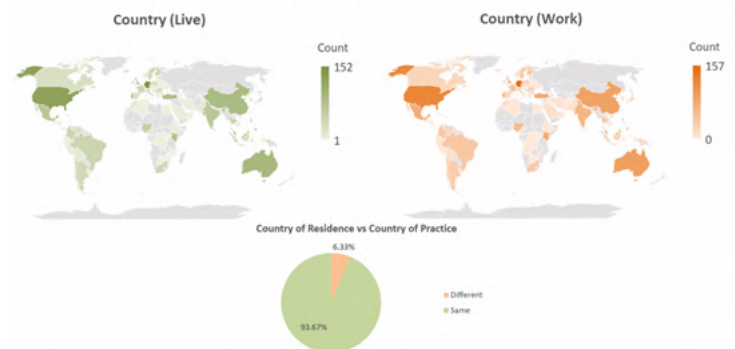 Country (Live)
Count
152
1
Country (Work)
Count
157
0
Country of Residence vs Country of Practice
6.33%
93.67%
Different
Same